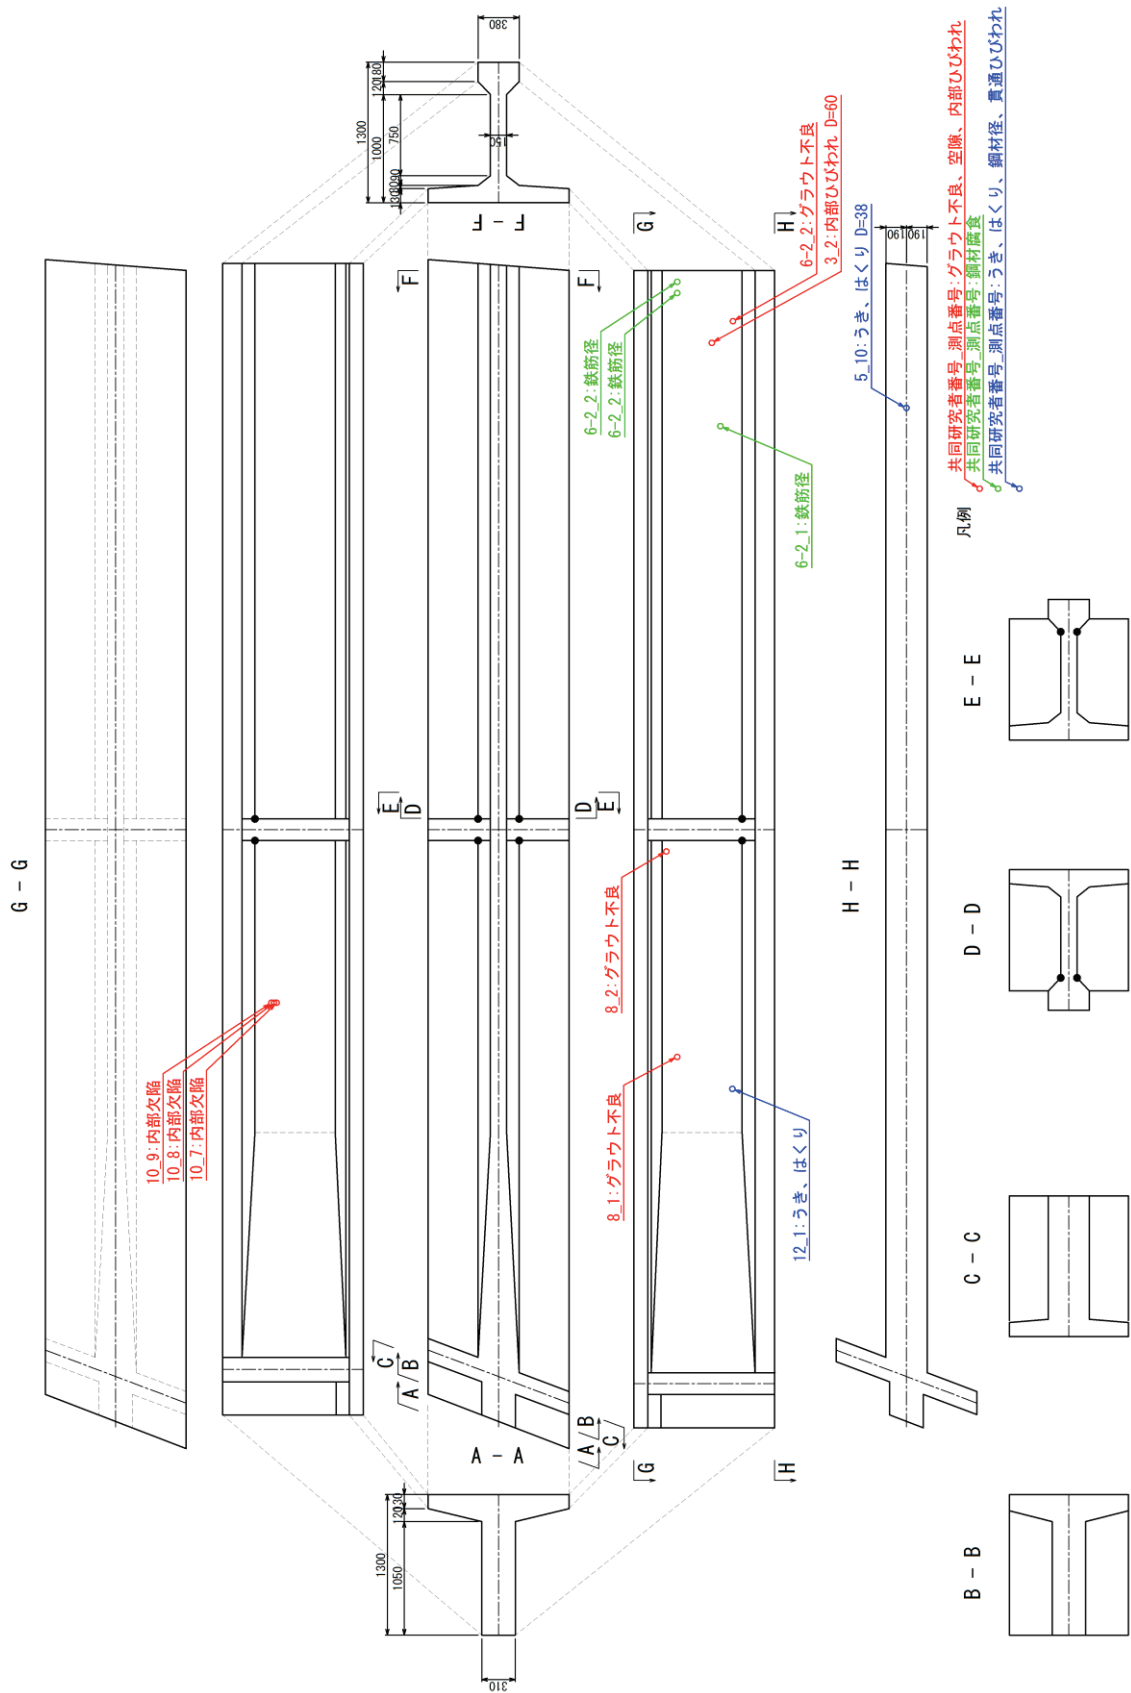 G - G
10_9:内部欠陥
10_8:内部欠陥
10_7:内部欠陥
380
1300
120
180
1000
750
130
30
90
150
F - F
F
F
E
D
D
E
C
A
B
A
B
C
A - A
1300
1050
120
130
310
G
H
G
H
6-2_2:鉄筋径
6-2_2:鉄筋径
6-2_1:鉄筋径
6-2_2:グラウト不良
3_2:内部ひびわれ D=60
8_2:グラウト不良
8_1:グラウト不良
12_1:うき、はくり
H - H
5_10:うき、はくり D=38
190
190
凡例
共同研究者番号_測点番号:グラウト不良、空隙、内部ひびわれ
共同研究者番号_測点番号:鋼材腐食
共同研究者番号_測点番号:うき、はくり、鋼材径、貫通ひびわれ
B - B
C - C
D - D
E - E